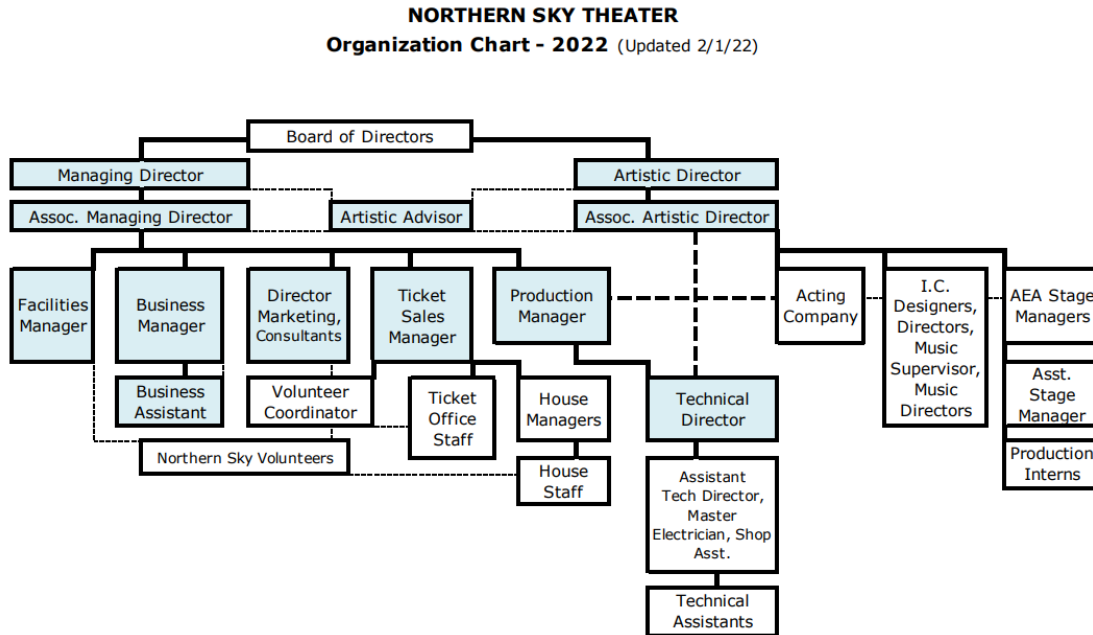 NORTHERN SKY THEATER
Organization Chart - 2022 (Updated 2/1/22)
Board of Directors
Managing Director
Artistic Director
Assoc. Managing Director
Artistic Advisor
Assoc. Artistic Director
Facilities
Manager
Business
Manager
Director
Marketing,
Consultants
Ticket
Sales
Manager
Production
Manager
Acting
Company
I.C.
Designers,
Directors,
Music
Supervisor,
Music
Directors
AEA Stage
Managers
Business
Assistant
Volunteer
Coordinator
Ticket
Office
Staff
House
Managers
Technical
Director
Asst.
Stage
Manager
Northern Sky Volunteers
House
Staff
Assistant
Tech Director,
Master
Electrician, Shop
Asst.
Production
Interns
Technical
Assistants